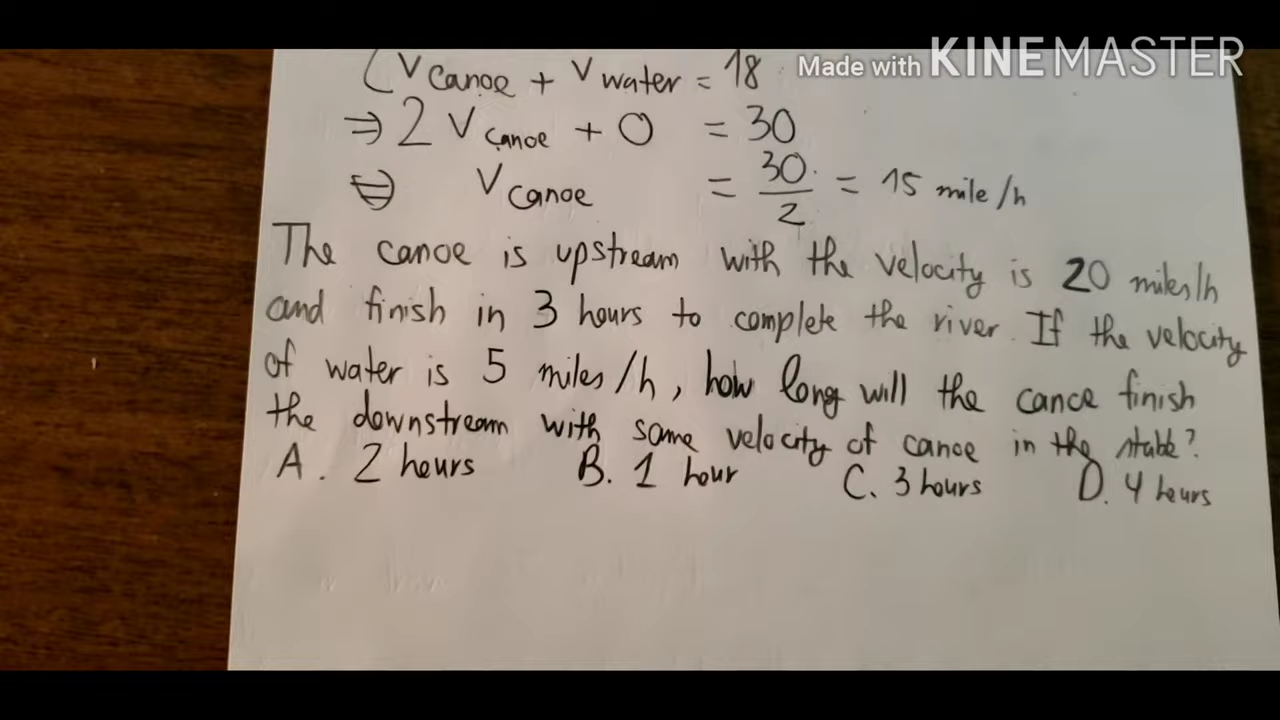 Made with KINEMASTER
( V canoe + V water = 18
⇒ 2 V canoe + 0 = 30
⇔ V canoe = 30/2 = 15 mile/h
The canoe is upstream with the velocity is 20 miles/h
and finish in 3 hours to complete the river. If the velocity
of water is 5 miles/h, how long will the canoe finish
the downstream with same velocity of canoe in the stable?
A. 2 hours B. 1 hour C. 3 hours D. 4 hours